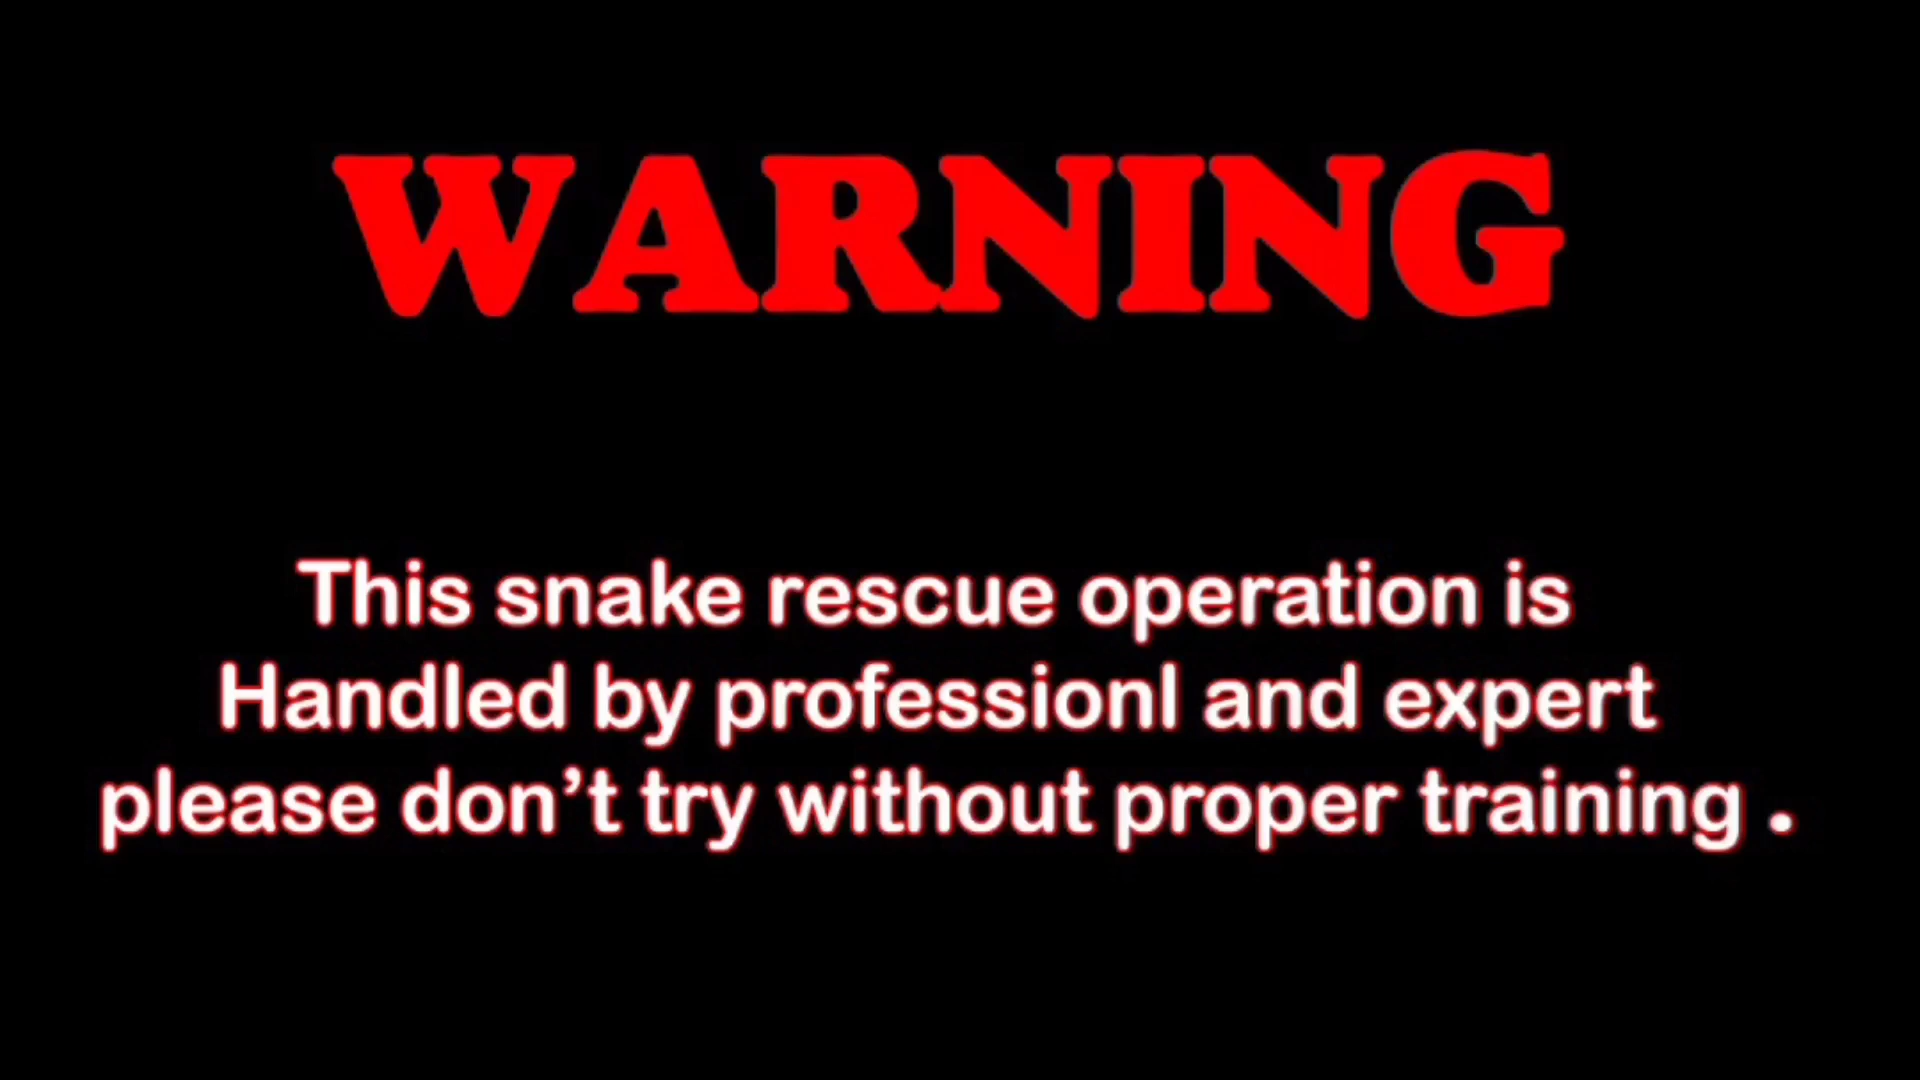 WARNING
This snake rescue operation is
Handled by professionl and expert
please don’t try without proper training .